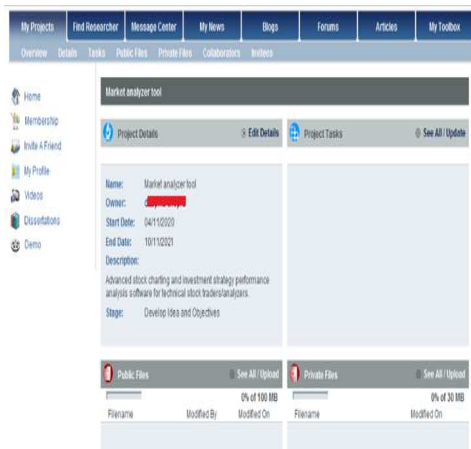 My Projects Find Researcher Message Center My News Blogs Forums Articles My Toolbox
Overview Details Tasks Public Files Private Files Collaborators Invitees
Home
Membership
Invite A Friend
My Profile
Videos
Dissertations
Demo
Market analyzer tool
Project Details Edit Details
Project Tasks See All / Update
Name: Market analyzer tool
Owner:
Start Date: 04/11/2020
End Date: 10/11/2021
Description:
Advanced stock charting and investment strategy performance
analysis software for technical stock traders/analyzers.
Stage: Develop Idea and Objectives
Public Files See All / Upload
0% of 100 MB
Filename Modified By Modified On
Private Files See All / Upload
0% of 30 MB
Filename Modified On